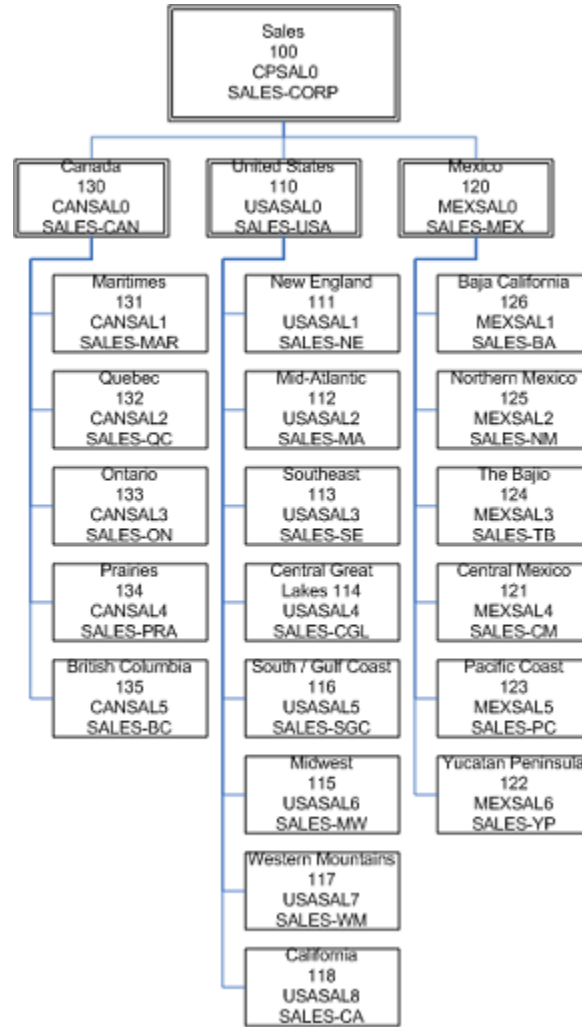 Sales
100
CPSAL0
SALES-CORP
Canada
130
CANSAL0
SALES-CAN
United States
110
USASAL0
SALES-USA
Mexico
120
MEXSAL0
SALES-MEX
Maritimes
131
CANSAL1
SALES-MAR
Quebec
132
CANSAL2
SALES-QC
Ontario
133
CANSAL3
SALES-ON
Prairies
134
CANSAL4
SALES-PRA
British Columbia
135
CANSAL5
SALES-BC
New England
111
USASAL1
SALES-NE
Mid-Atlantic
112
USASAL2
SALES-MA
Southeast
113
USASAL3
SALES-SE
Central Great
Lakes 114
USASAL4
SALES-CGL
South / Gulf Coast
116
USASAL5
SALES-SGC
Midwest
115
USASAL6
SALES-MW
Western Mountains
117
USASAL7
SALES-WM
California
118
USASAL8
SALES-CA
Baja California
126
MEXSAL1
SALES-BA
Northern Mexico
125
MEXSAL2
SALES-NM
The Bajio
124
MEXSAL3
SALES-TB
Central Mexico
121
MEXSAL4
SALES-CM
Pacific Coast
123
MEXSAL5
SALES-PC
Yucatan Peninsula
122
MEXSAL6
SALES-YP